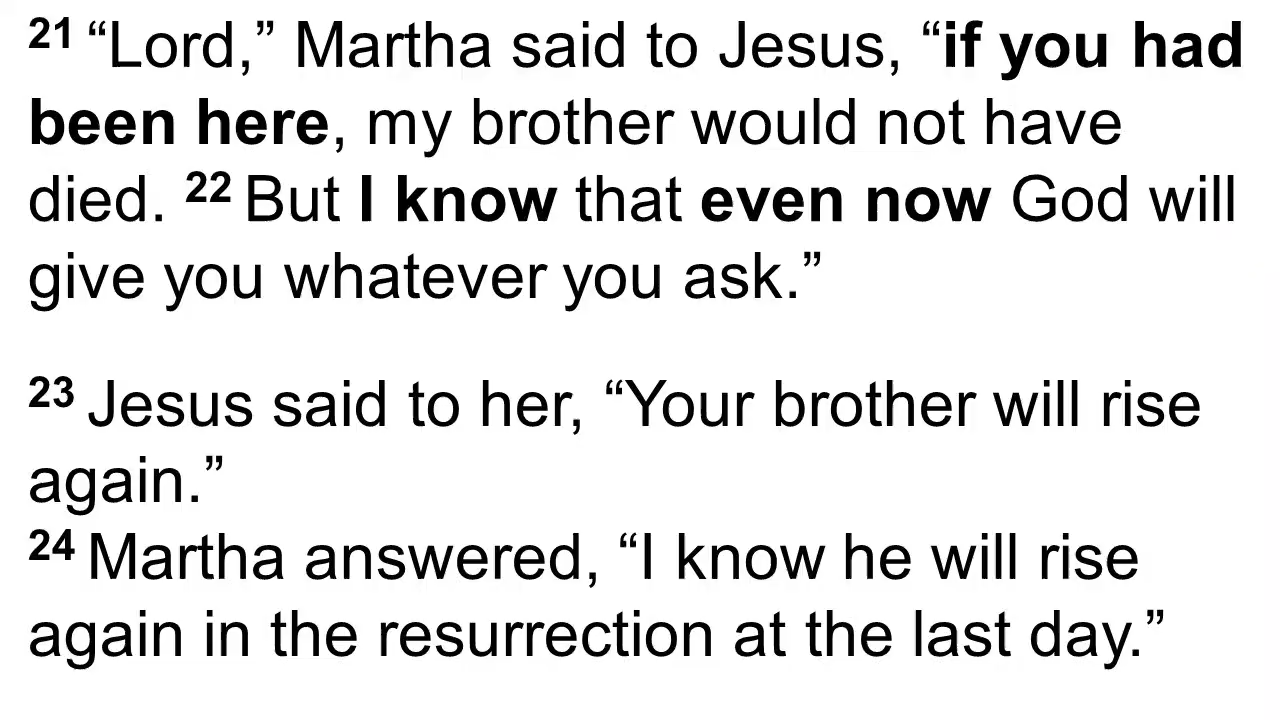 21 “Lord,” Martha said to Jesus, “if you had
been here, my brother would not have
died. 22 But I know that even now God will
give you whatever you ask.”
23 Jesus said to her, “Your brother will rise
again.”
24 Martha answered, “I know he will rise
again in the resurrection at the last day.”